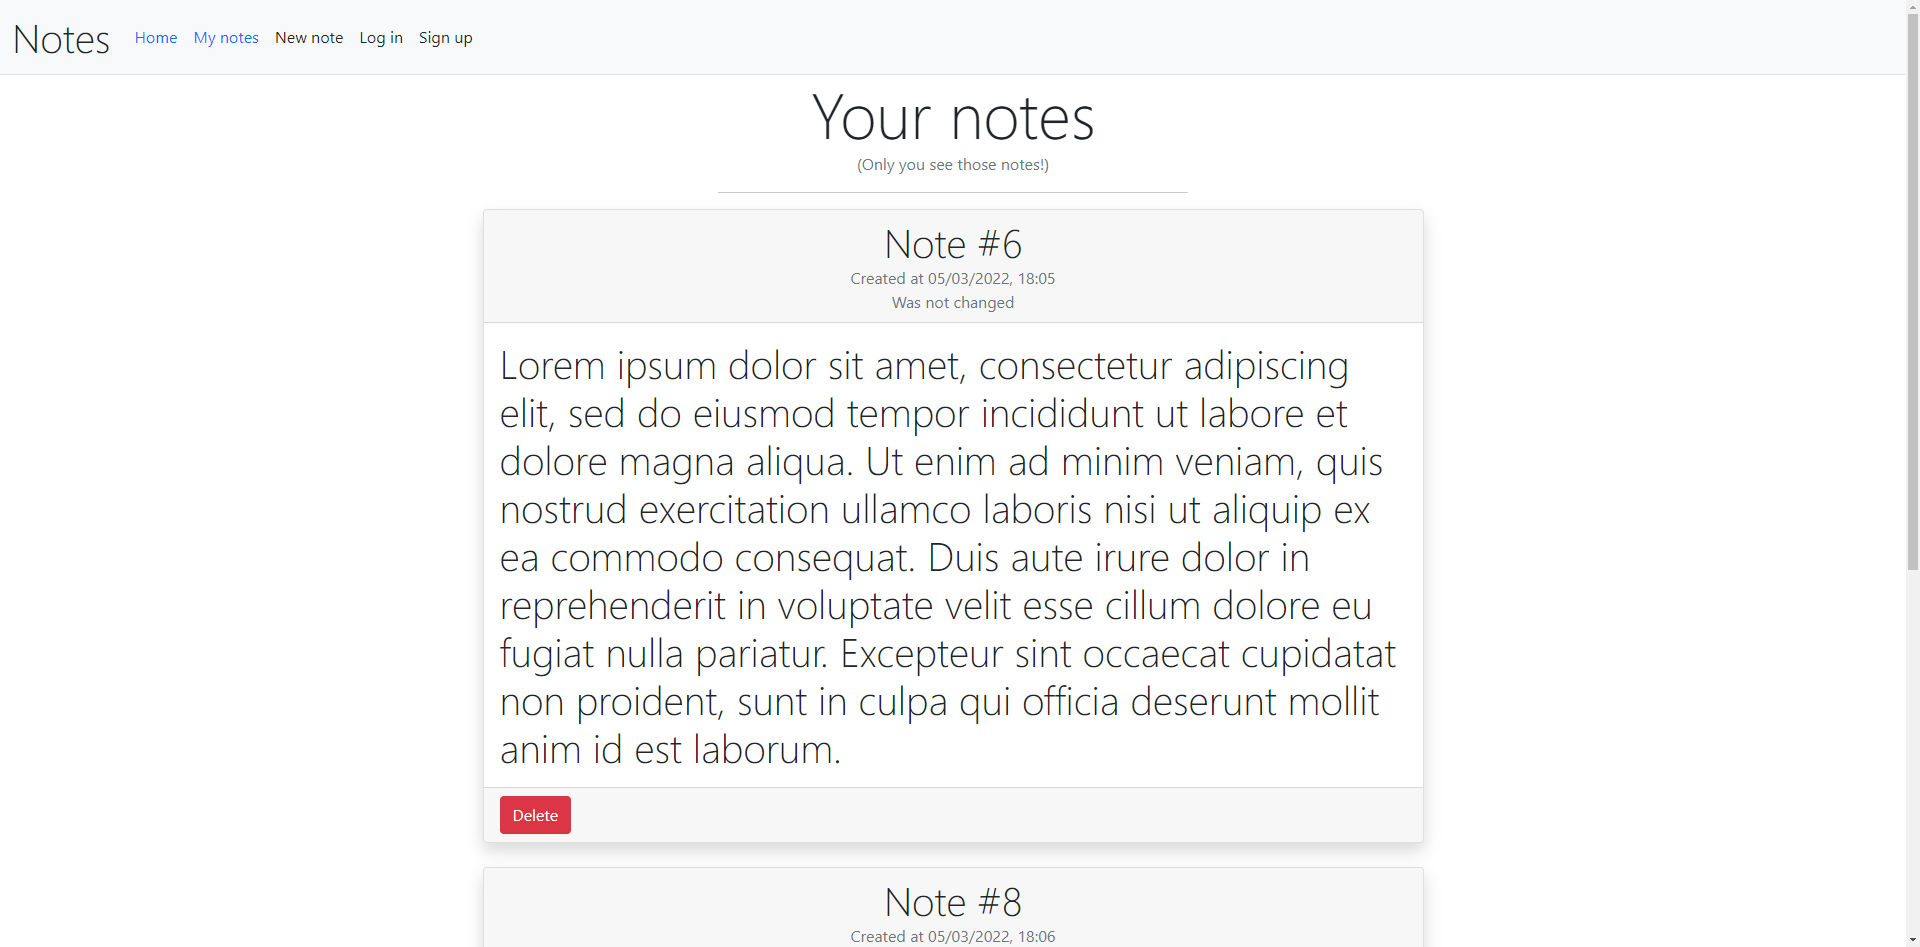 Notes Home My notes New note Log in Sign up
Your notes
(Only you see those notes!)
Note #6
Created at 05/03/2022, 18:05
Was not changed
Lorem ipsum dolor sit amet, consectetur adipiscing
elit, sed do eiusmod tempor incididunt ut labore et
dolore magna aliqua. Ut enim ad minim veniam, quis
nostrud exercitation ullamco laboris nisi ut aliquip ex
ea commodo consequat. Duis aute irure dolor in
reprehenderit in voluptate velit esse cillum dolore eu
fugiat nulla pariatur. Excepteur sint occaecat cupidatat
non proident, sunt in culpa qui officia deserunt mollit
anim id est laborum.
Delete
Note #8
Created at 05/03/2022, 18:06